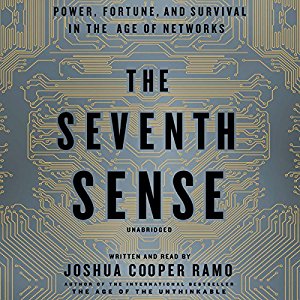 POWER, FORTUNE, AND SURVIVAL
IN THE AGE OF NETWORKS
THE
SEVENTH
SENSE
UNABRIDGED
WRITTEN AND READ BY
JOSHUA COOPER RAMO
AUTHOR OF THE INTERNATIONAL BESTSELLER
THE AGE OF THE UNTHINKABLE